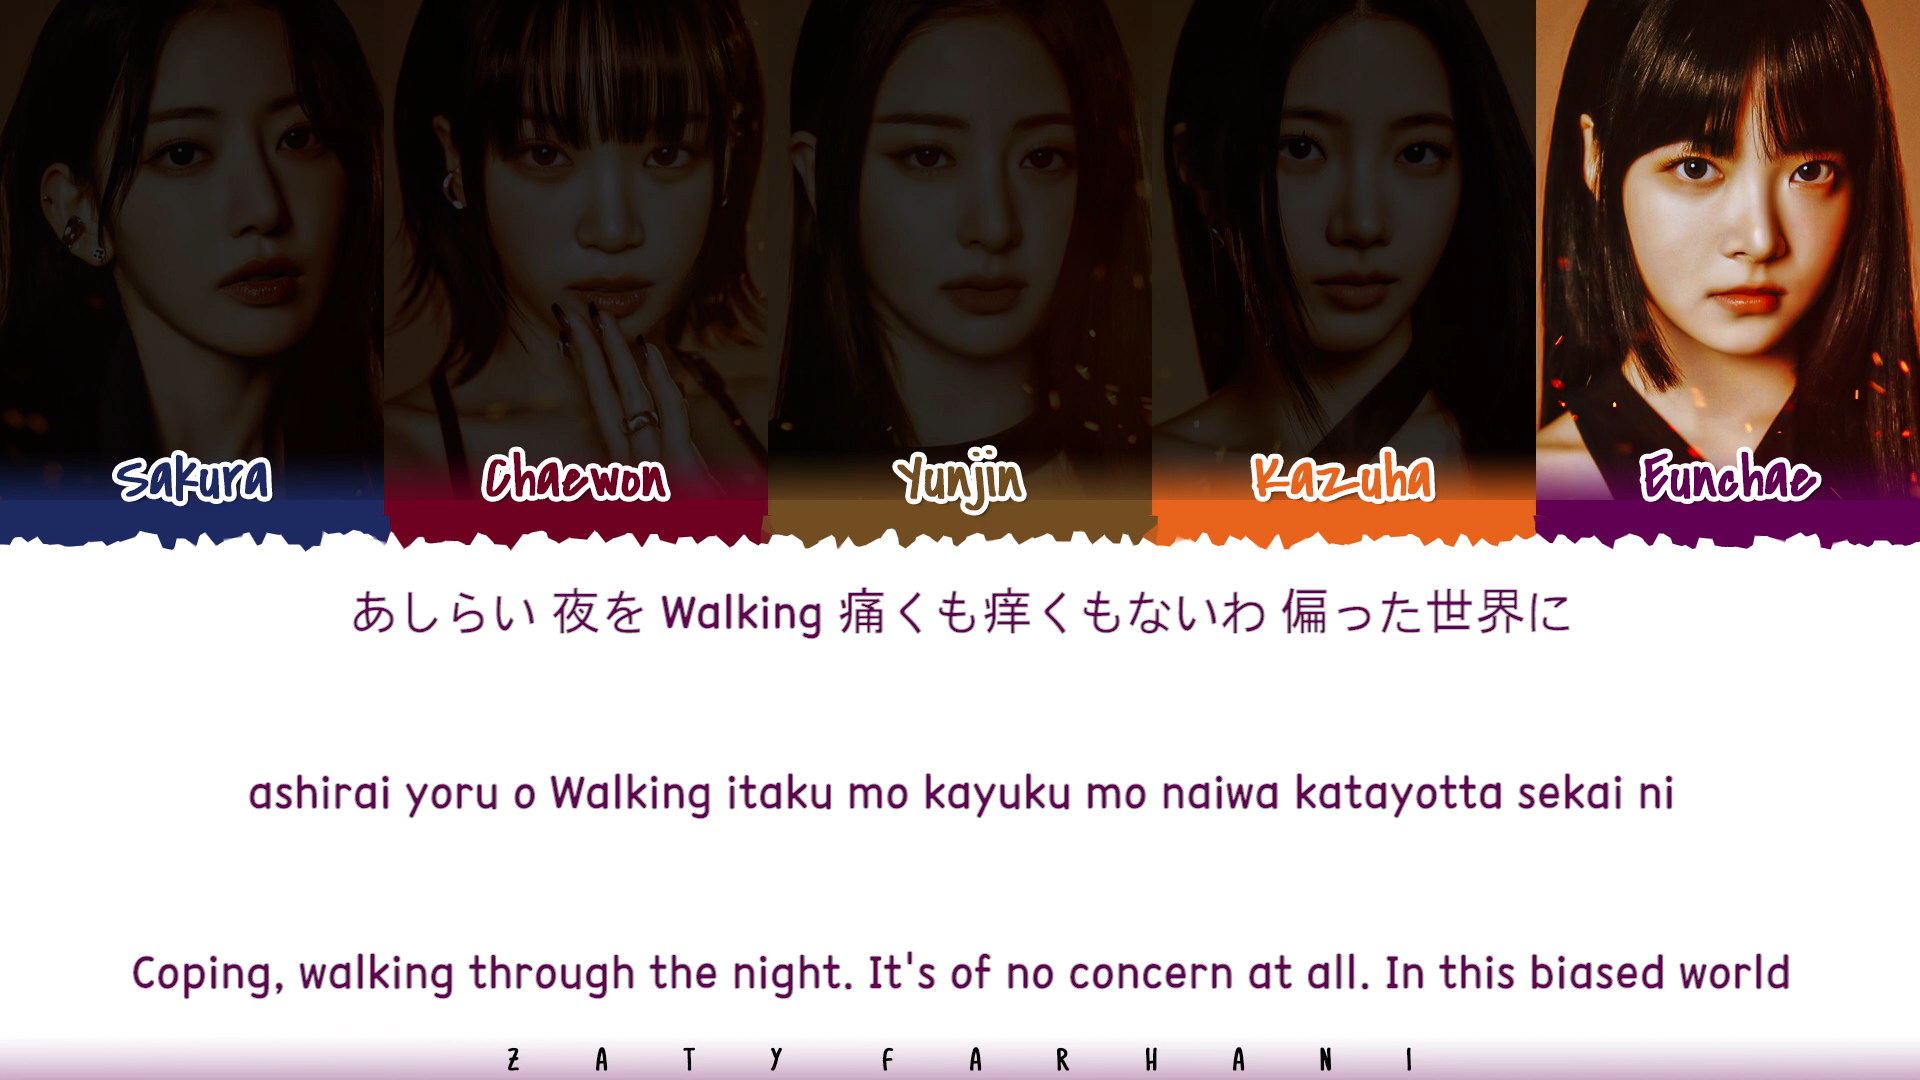 Sakura Chaewon Yunjin Kazuha Eunchae
あしらい 夜を Walking 痛くも痒くもないわ 偏った世界に
ashirai yoru o Walking itaku mo kayuku mo naiwa katayotta sekai ni
Coping, walking through the night. It's of no concern at all. In this biased world
ZATY FARHANI